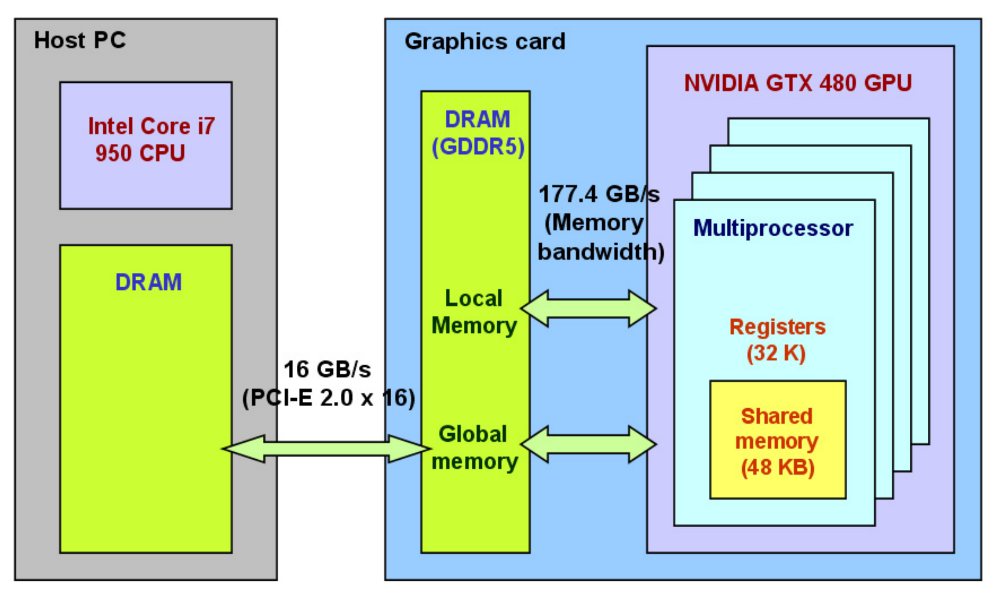 Host PC
Intel Core i7
950 CPU
DRAM
16 GB/s
(PCI-E 2.0 x 16)
Graphics card
DRAM
(GDDR5)
Local
Memory
Global
memory
177.4 GB/s
(Memory
bandwidth)
NVIDIA GTX 480 GPU
Multiprocessor
Registers
(32 K)
Shared
memory
(48 KB)